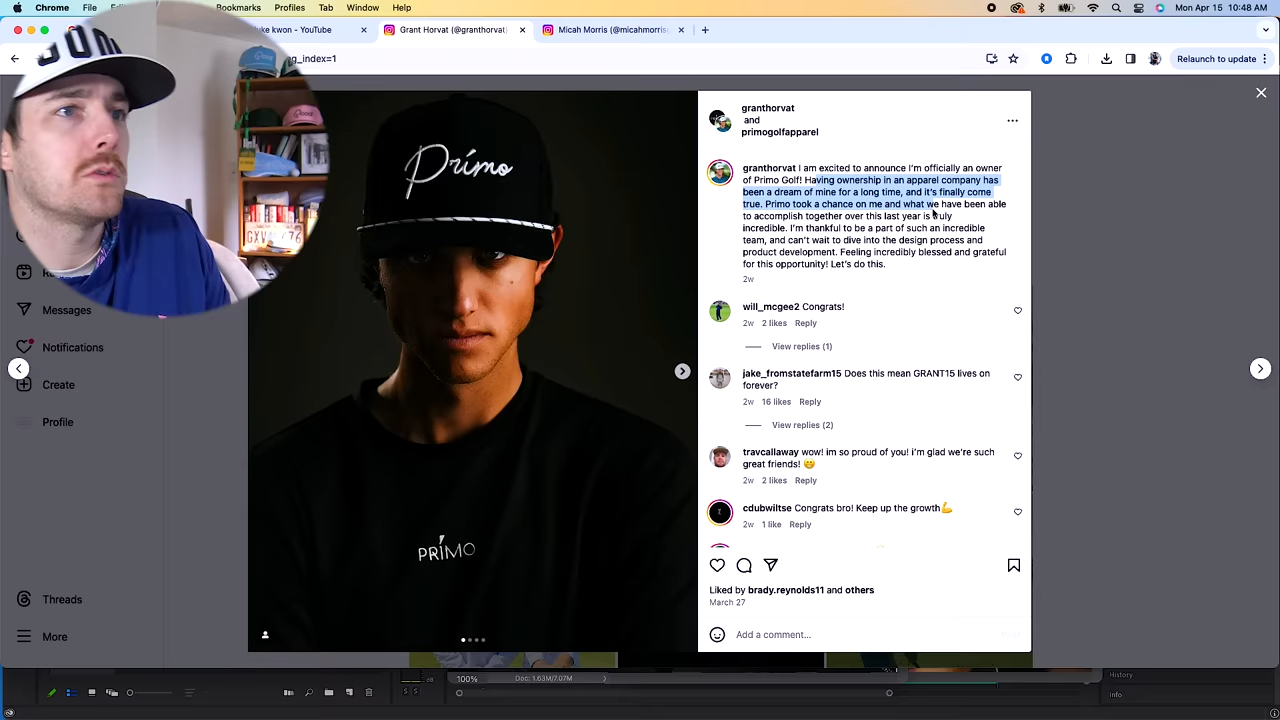 Chrome
Bookmarks
Profiles
Tab
Window
Help
Mon Apr 15 10:48 AM
kwon - YouTube
Grant Horvat (@granthorvat)
Micah Morris (@micahmorris
g_index=1
Relaunch to update
granthorvat
and
primogolfapparel
granthorvat I am excited to announce I'm officially an owner
of Primo Golf! Having ownership in an apparel company has
been a dream of mine for a long time, and it's finally come
true. Primo took a chance on me and what we have been able
to accomplish together over this last year is truly
incredible. I'm thankful to be a part of such an incredible
team, and can't wait to dive into the design process and
product development. Feeling incredibly blessed and grateful
for this opportunity! Let's do this.
2w
will_mcgee2 Congrats!
2w 2 likes Reply
View replies (1)
jake_fromstatefarm15 Does this mean GRANT15 lives on
forever?
2w 16 likes Reply
View replies (2)
travcallaway wow! im so proud of you! i'm glad we're such
great friends! 🤭
2w 2 likes Reply
cdubwiltse Congrats bro! Keep up the growth💪
2w 1 like Reply
Liked by brady.reynolds11 and others
March 27
Add a comment...
Primo
PRÍMO
Messages
Notifications
Create
Profile
Threads
More
100%
Doc: 1.63M/7.07M
History
Info